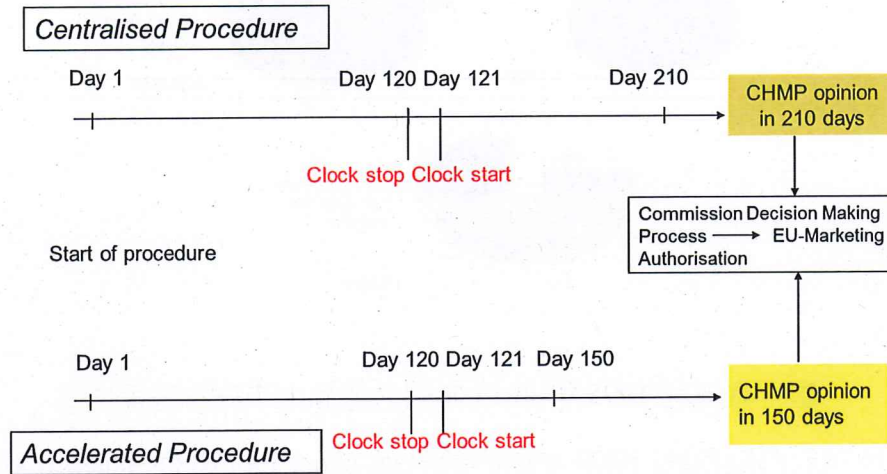 Centralised Procedure
Day 1
Day 120
Day 121
Day 210
CHMP opinion
in 210 days
Clock stop
Clock start
Commission Decision Making
Process
EU-Marketing
Authorisation
Start of procedure
Day 1
Day 120
Day 121
Day 150
CHMP opinion
in 150 days
Clock stop
Clock start
Accelerated Procedure